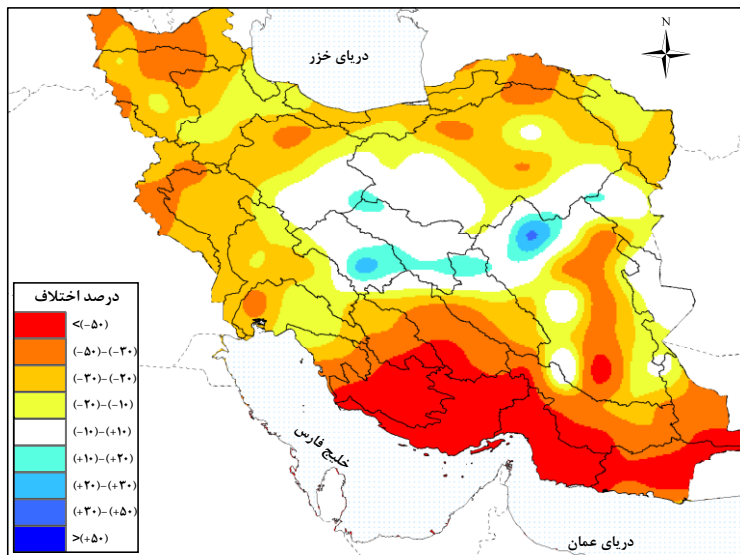 N
دریای خزر
درصد اختلاف
<(-۵۰)
(-۵۰)-(-۳۰)
(-۳۰)-(-۲۰)
(-۲۰)-(-۱۰)
(-۱۰)-(+۱۰)
(+۱۰)-(+۲۰)
(+۲۰)-(+۳۰)
(+۳۰)-(+۵۰)
>(+۵۰)
خلیج فارس
دریای عمان